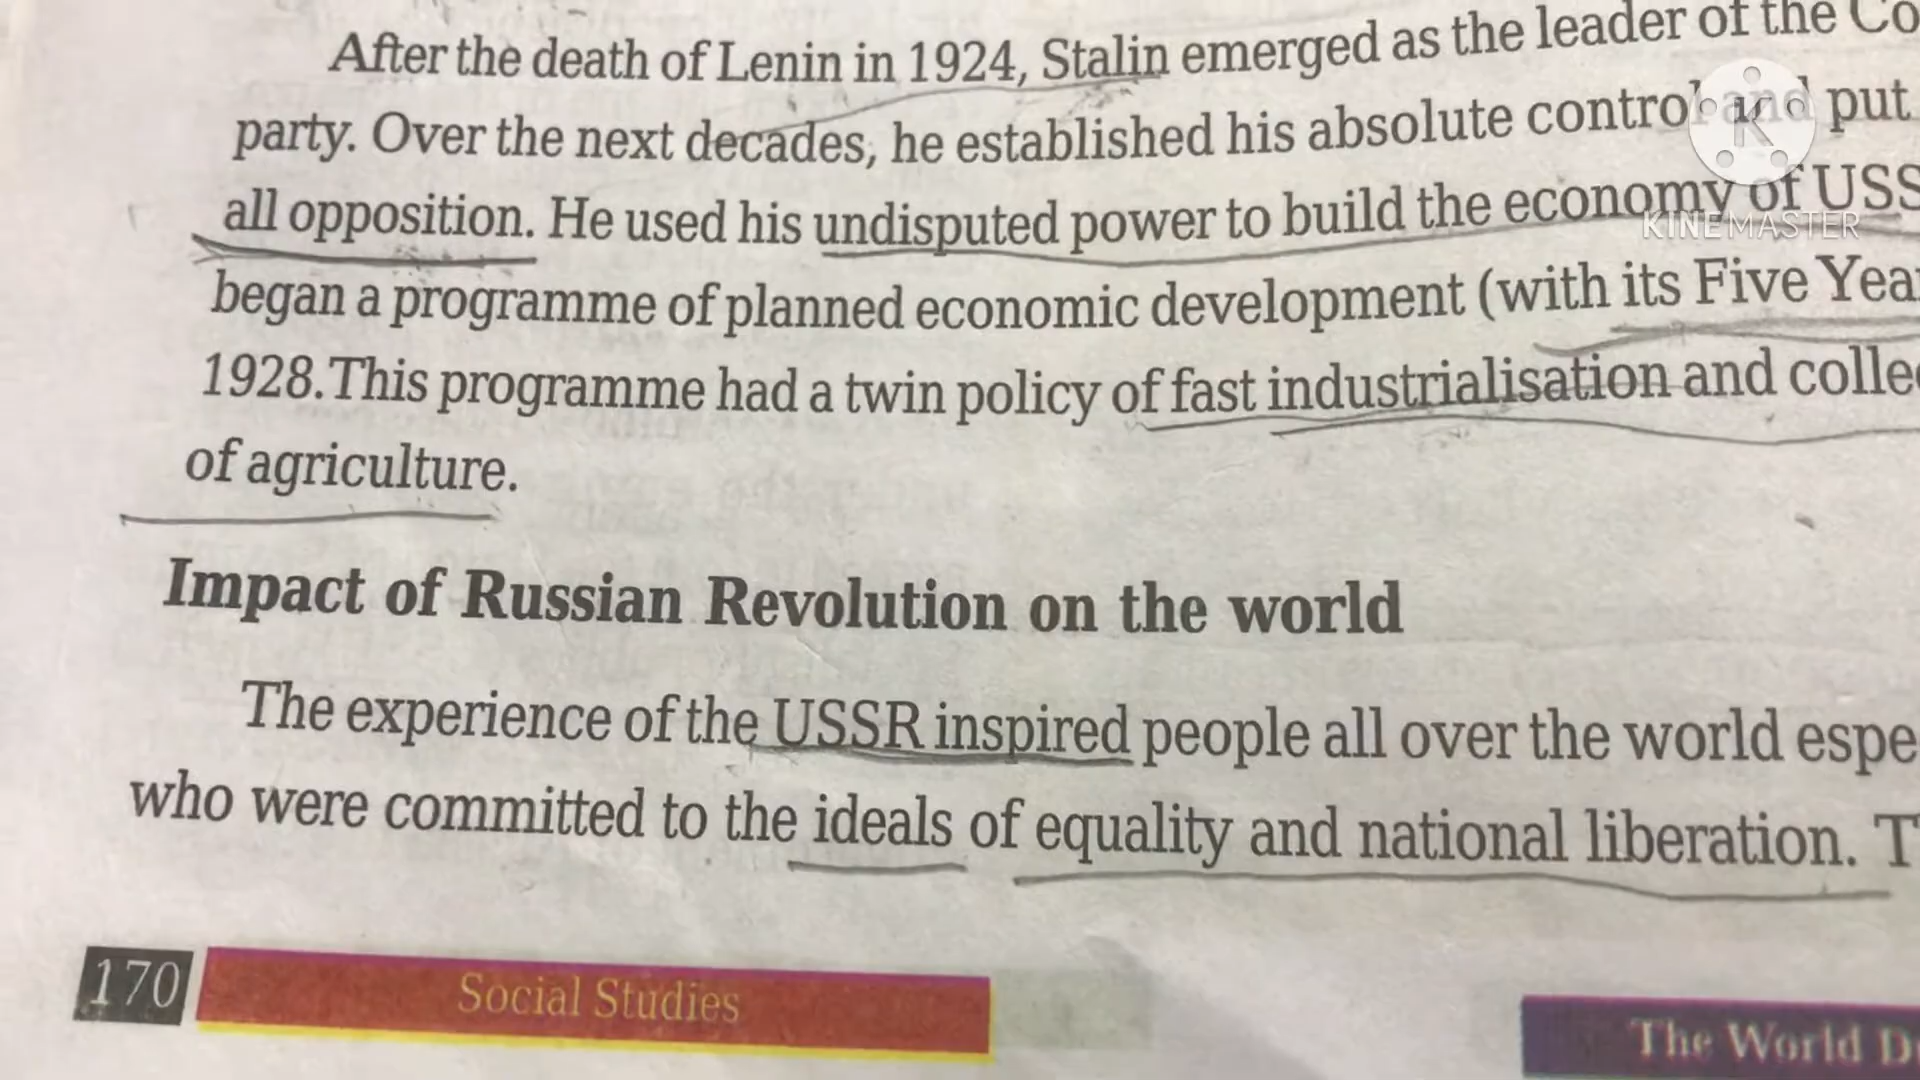 After the death of Lenin in 1924, Stalin emerged as the leader of the Co
party. Over the next decades, he established his absolute control and put
all opposition. He used his undisputed power to build the economy of USS
began a programme of planned economic development (with its Five Yea
1928.This programme had a twin policy of fast industrialisation and colle
of agriculture.
Impact of Russian Revolution on the world
The experience of the USSR inspired people all over the world espe
who were committed to the ideals of equality and national liberation. T
170
Social Studies
The World D
K
KINEMASTER